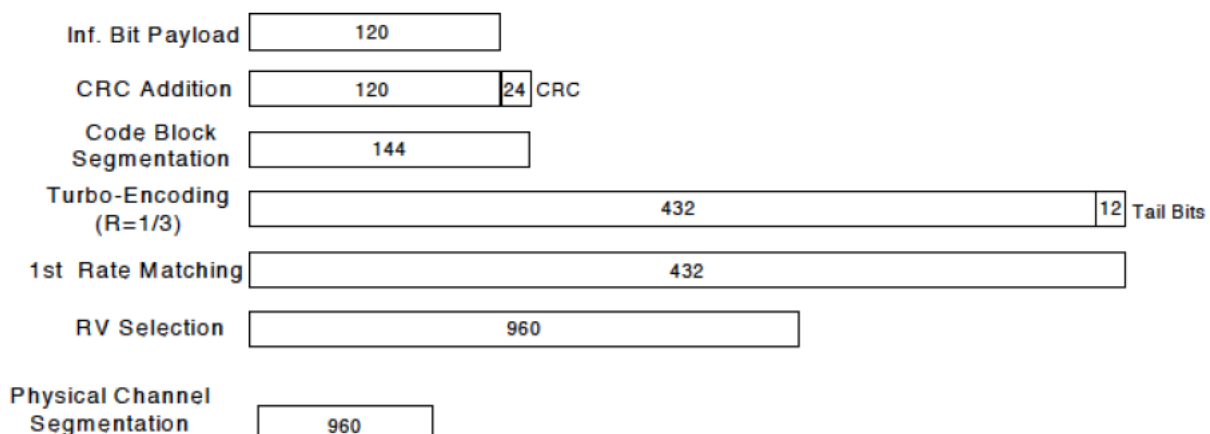 Inf. Bit Payload 120
CRC Addition 120 24 CRC
Code Block
Segmentation 144
Turbo-Encoding
(R=1/3) 432 12 Tail Bits
1st Rate Matching 432
RV Selection 960
Physical Channel
Segmentation 960